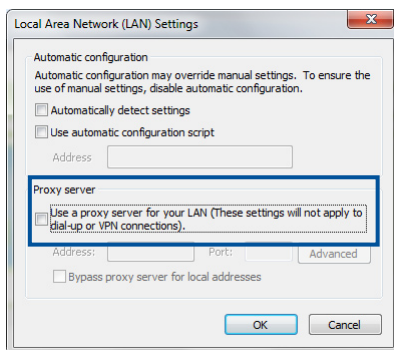 Local Area Network (LAN) Settings
Automatic configuration
Automatic configuration may override manual settings. To ensure the
use of manual settings, disable automatic configuration.
Automatically detect settings
Use automatic configuration script
Address
Proxy server
Use a proxy server for your LAN (These settings will not apply to
dial-up or VPN connections).
Address: Port: Advanced
Bypass proxy server for local addresses
OK Cancel